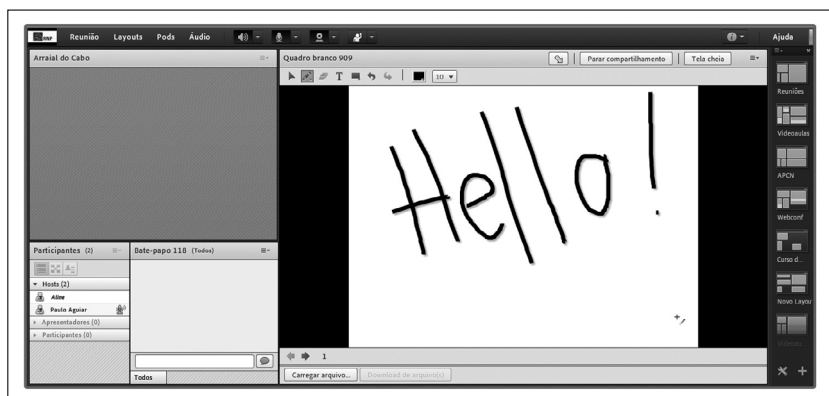 RNP Reunião Layouts Pods Áudio Ajuda
Arraial do Cabo
Quadro branco 909 Parar compartilhamento Tela cheia
T 10
Hello!
Reuniões
Videoaulas
APCN
Webconf
Curso d...
Novo Layou
Participantes (2)
Hosts (2)
Aline
Paulo Aguiar
Apresentadores (0)
Participantes (0)
Bate-papo 118 (Todos)
Todos
1
Carregar arquivo... Download de arquivo(s)